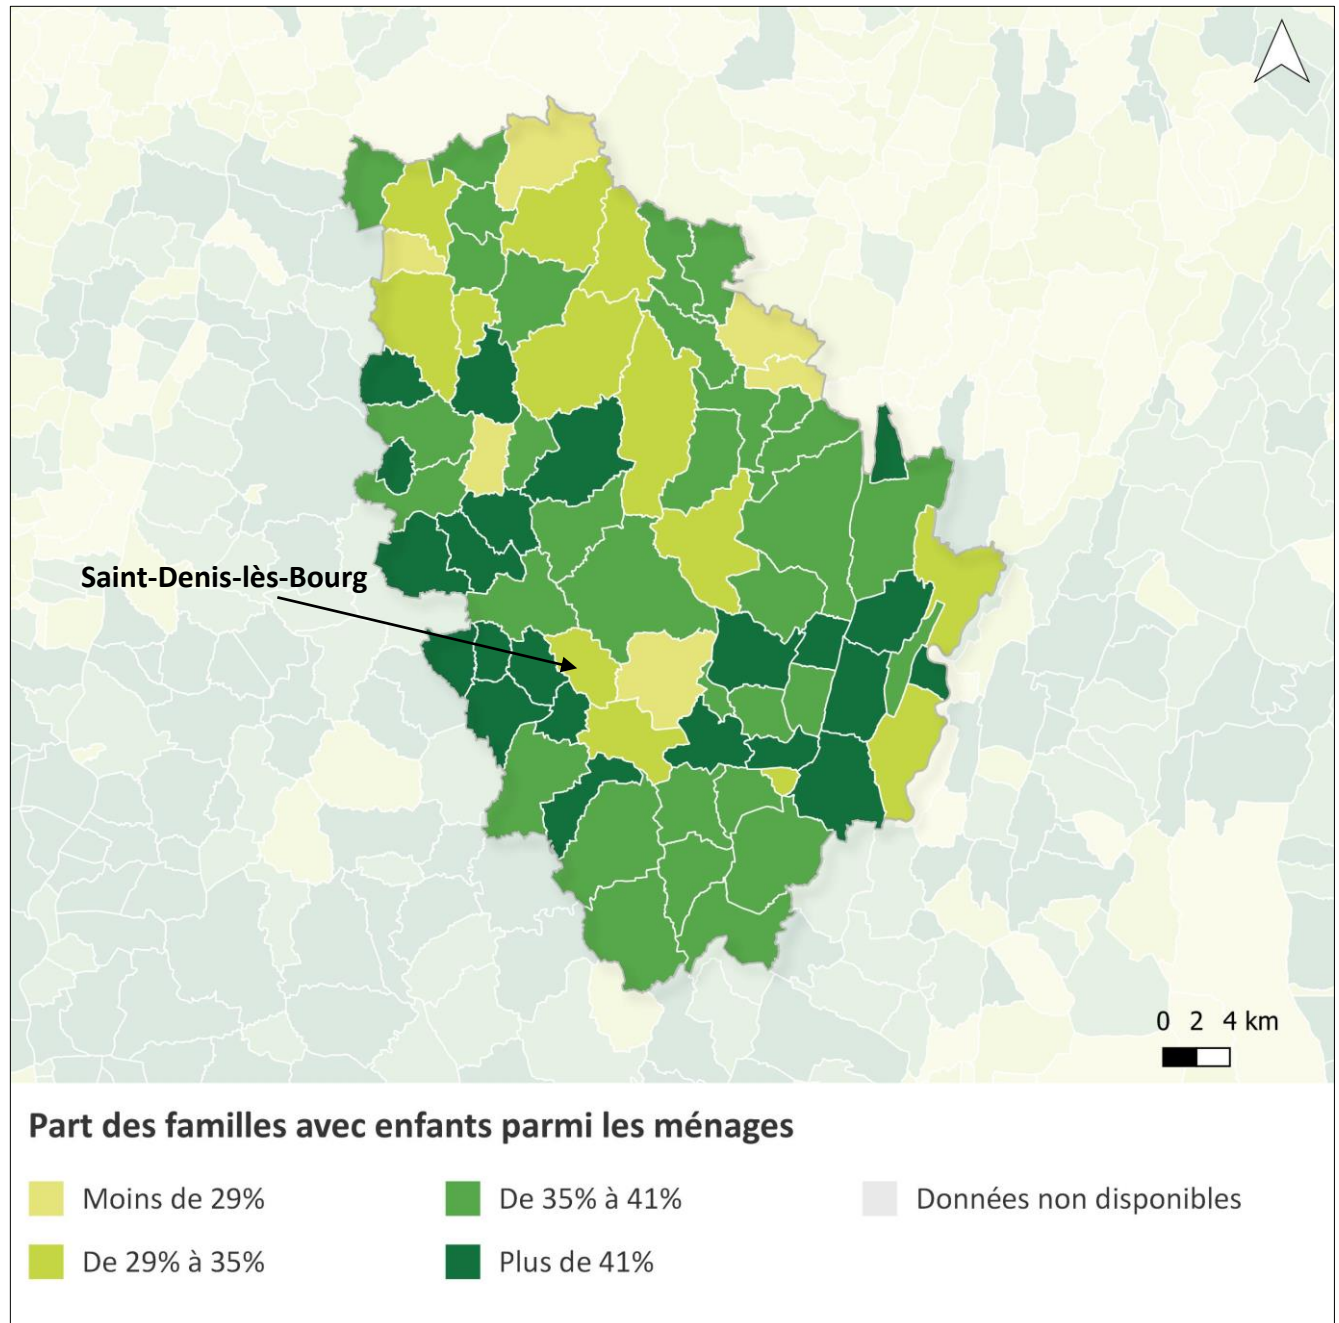 Saint-Denis-lès-Bourg
0 2 4 km
Part des familles avec enfants parmi les ménages
Moins de 29%
De 35% à 41%
Données non disponibles
De 29% à 35%
Plus de 41%